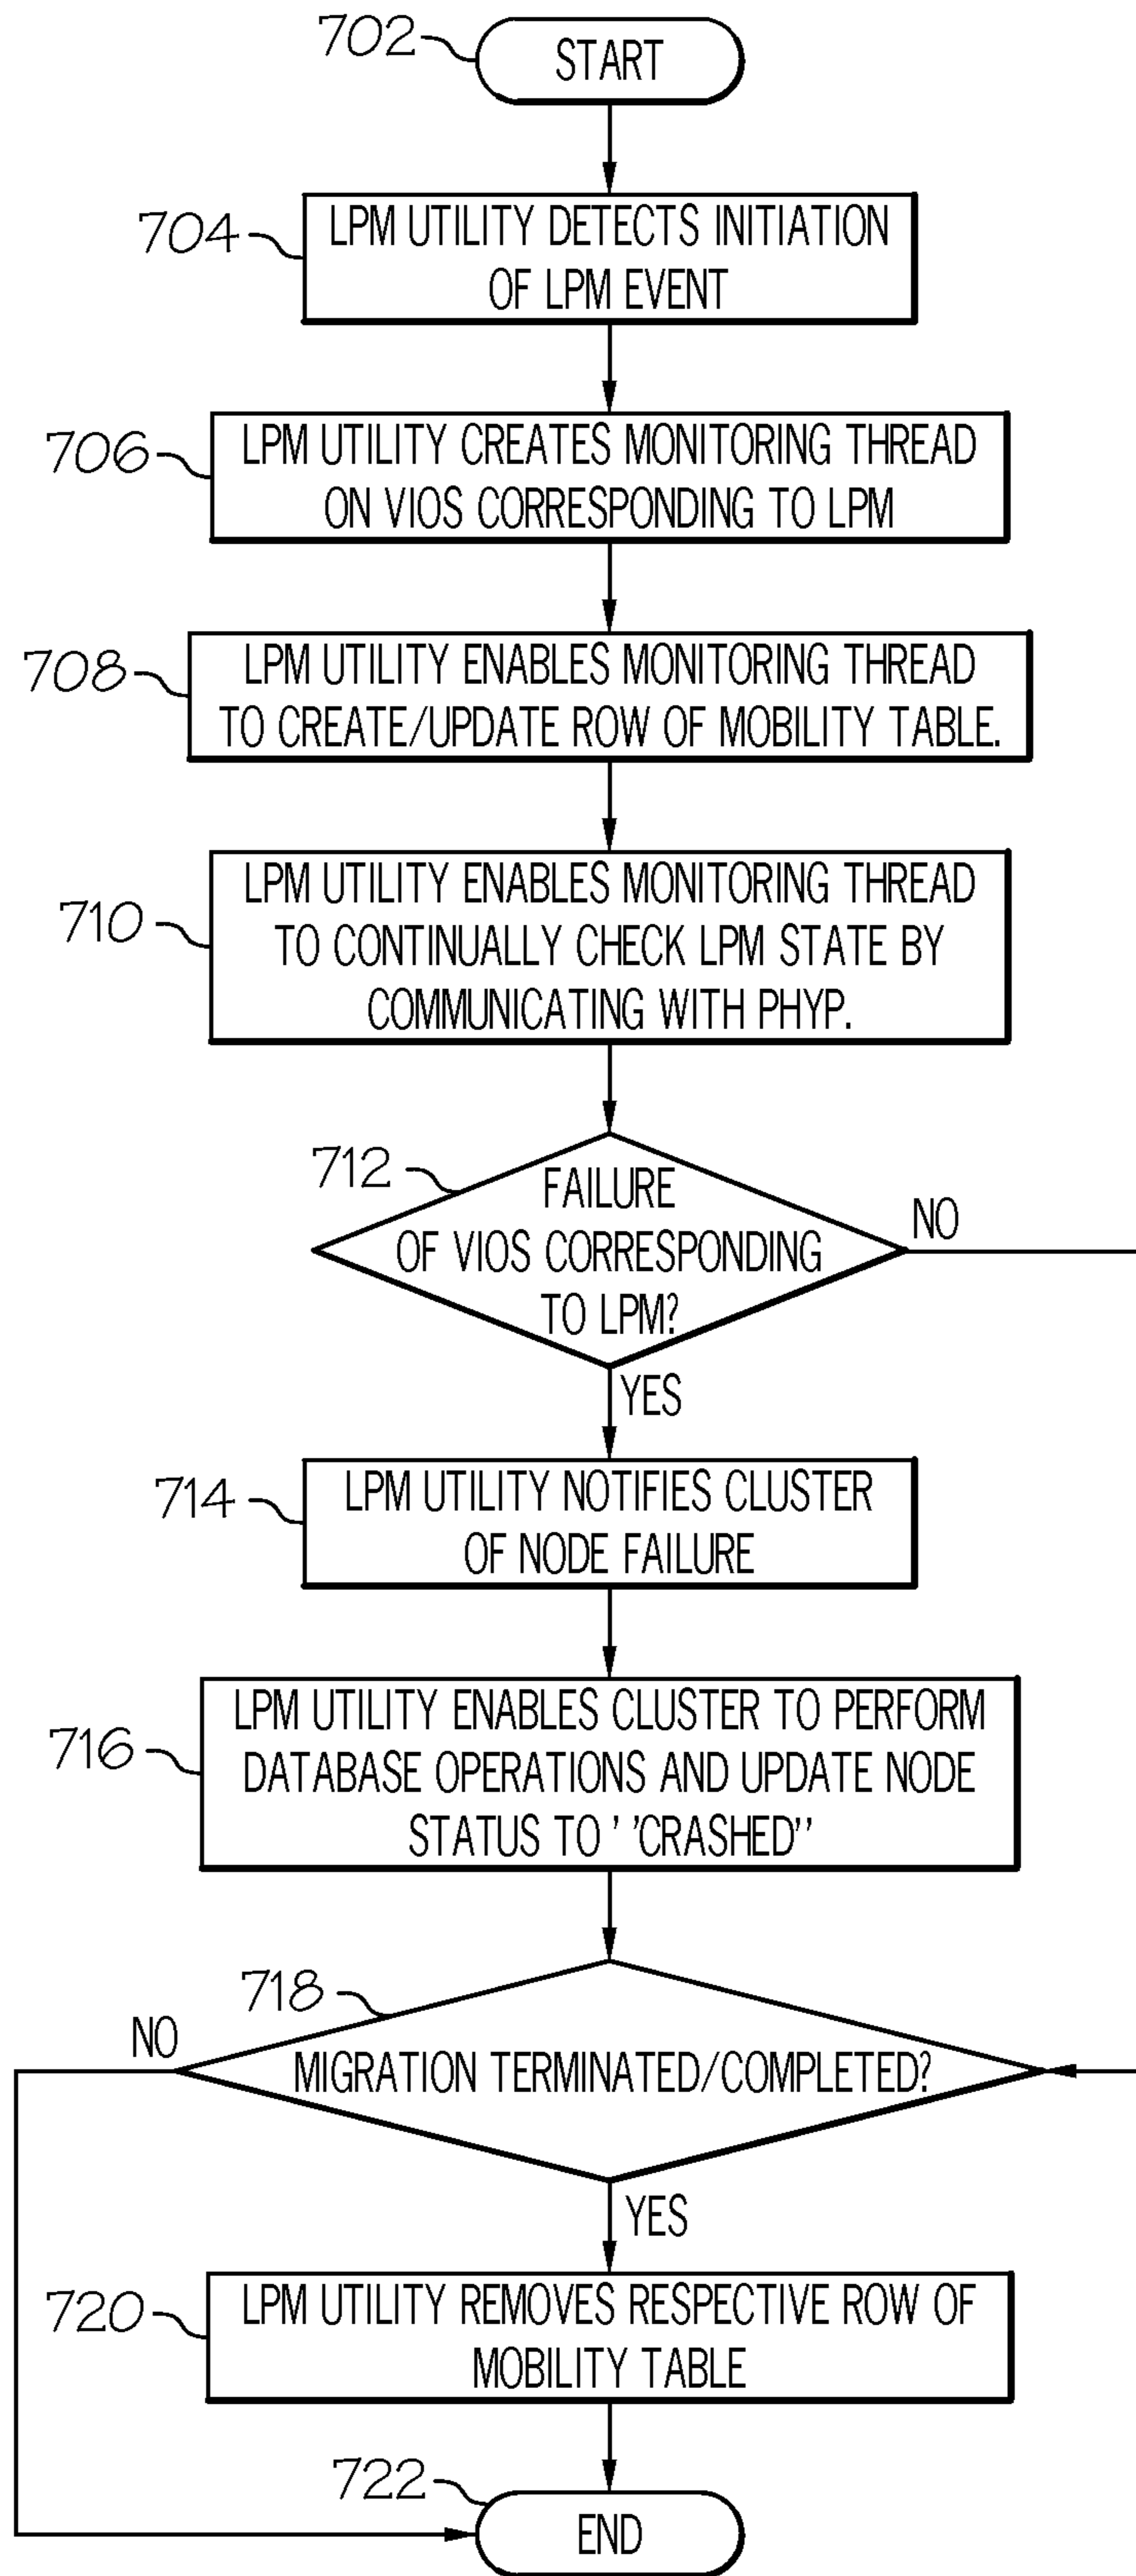 702
START
704
LPM UTILITY DETECTS INITIATION
OF LPM EVENT
706
LPM UTILITY CREATES MONITORING THREAD
ON VIOS CORRESPONDING TO LPM
708
LPM UTILITY ENABLES MONITORING THREAD
TO CREATE/UPDATE ROW OF MOBILITY TABLE.
710
LPM UTILITY ENABLES MONITORING THREAD
TO CONTINUALLY CHECK LPM STATE BY
COMMUNICATING WITH PHYP.
712
FAILURE
OF VIOS CORRESPONDING
TO LPM?
NO
YES
714
LPM UTILITY NOTIFIES CLUSTER
OF NODE FAILURE
716
LPM UTILITY ENABLES CLUSTER TO PERFORM
DATABASE OPERATIONS AND UPDATE NODE
STATUS TO ' 'CRASHED''
718
NO
MIGRATION TERMINATED/COMPLETED?
YES
720
LPM UTILITY REMOVES RESPECTIVE ROW OF
MOBILITY TABLE
722
END